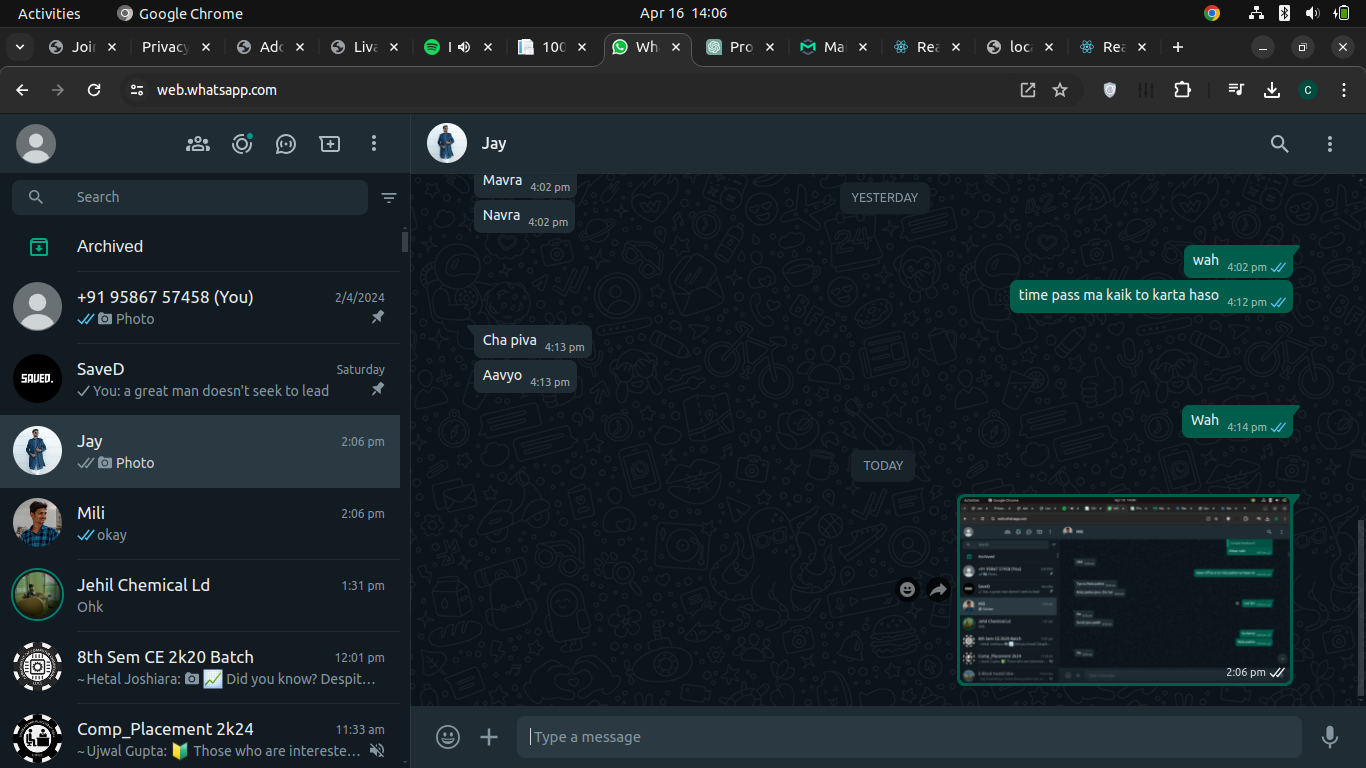 Activities
Google Chrome
Apr 16 14:06
Join
Privacy
Adc
Liva
I
100
Wh
Pro
Mai
Rea
loca
Rea
web.whatsapp.com
C
Jay
Search
Archived
+91 95867 57458 (You)
2/4/2024
Photo
SAVED.
SaveD
Saturday
You: a great man doesn't seek to lead
Jay
2:06 pm
Photo
Mili
2:06 pm
okay
Jehil Chemical Ld
1:31 pm
Ohk
8th Sem CE 2k20 Batch
12:01 pm
~Hetal Joshiara: 📷 📈 Did you know? Despit…
Comp_Placement 2k24
11:33 am
~Ujwal Gupta: 🔰 Those who are intereste…
Mavra 4:02 pm
YESTERDAY
Navra 4:02 pm
wah 4:02 pm
time pass ma kaik to karta haso 4:12 pm
Cha piva 4:13 pm
Aavyo 4:13 pm
Wah 4:14 pm
TODAY
2:06 pm
Type a message